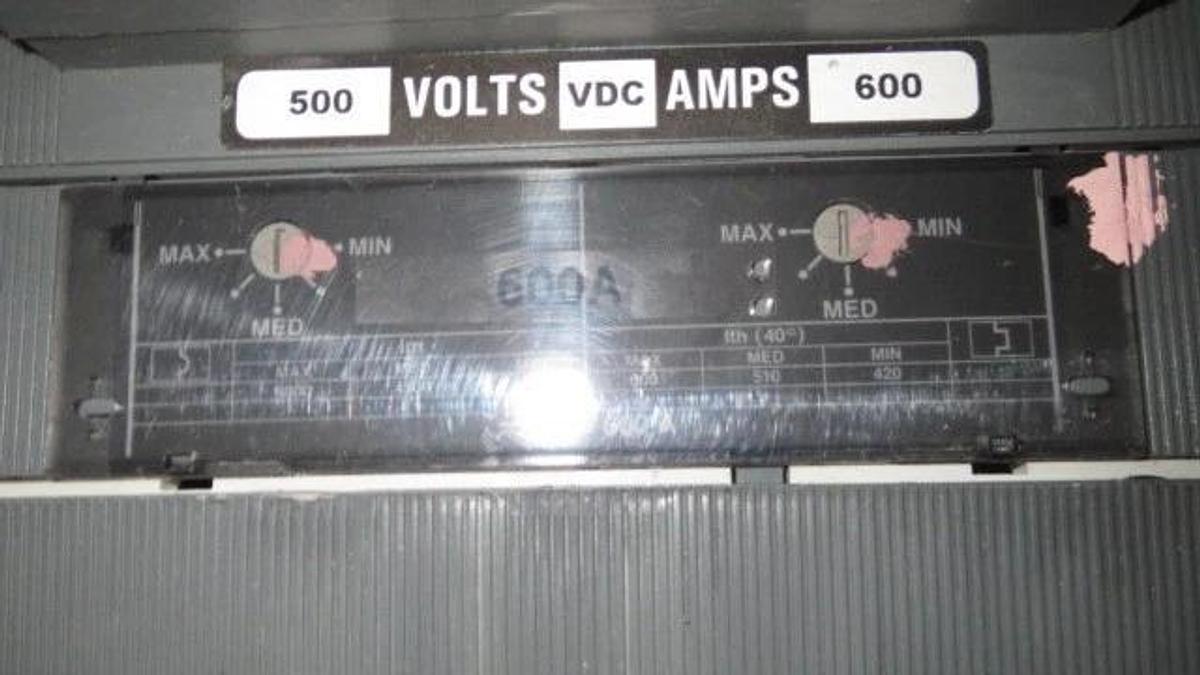 500 VOLTS VDC AMPS 600
MAX MIN MAX MIN
600A
MED MED
Ith (40°)
MAX MAX MED MIN
510 420